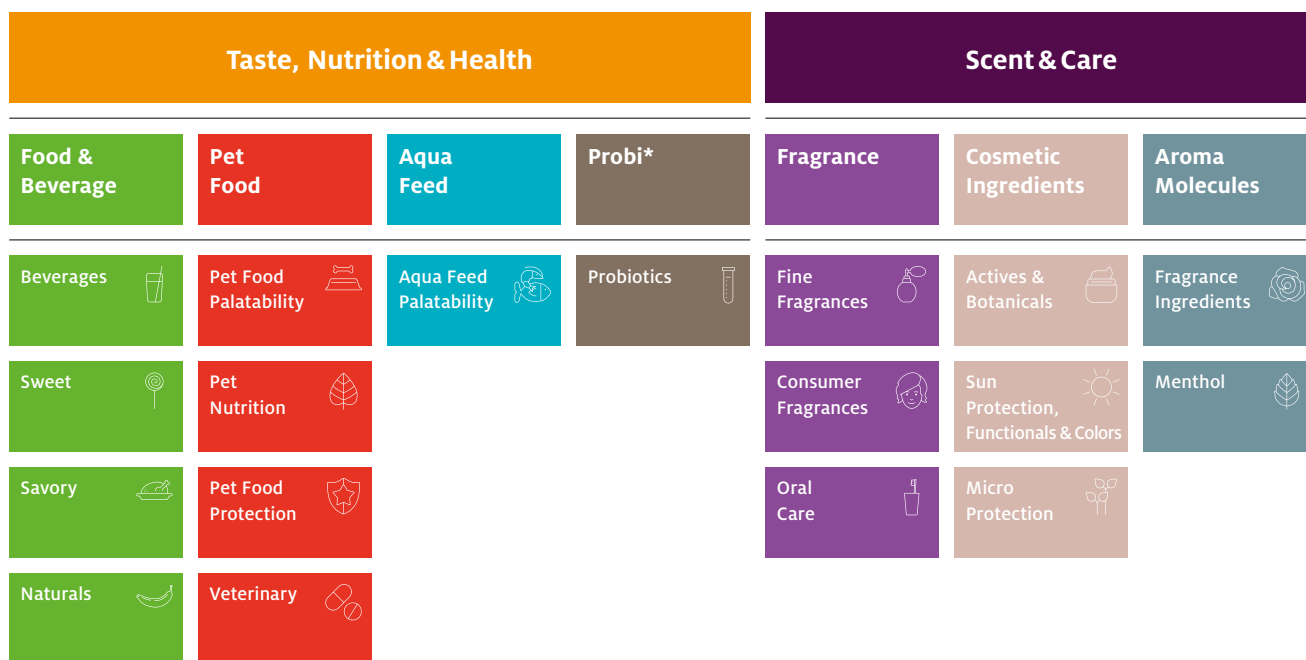 Taste, Nutrition & Health
Scent & Care
Food &
Beverage
Pet
Food
Aqua
Feed
Probi*
Fragrance
Cosmetic
Ingredients
Aroma
Molecules
Beverages
Pet Food
Palatability
Aqua Feed
Palatability
Probiotics
Fine
Fragrances
Actives &
Botanicals
Fragrance
Ingredients
Sweet
Pet
Nutrition
Consumer
Fragrances
Sun
Protection,
Functionals & Colors
Menthol
Savory
Pet Food
Protection
Oral
Care
Micro
Protection
Naturals
Veterinary